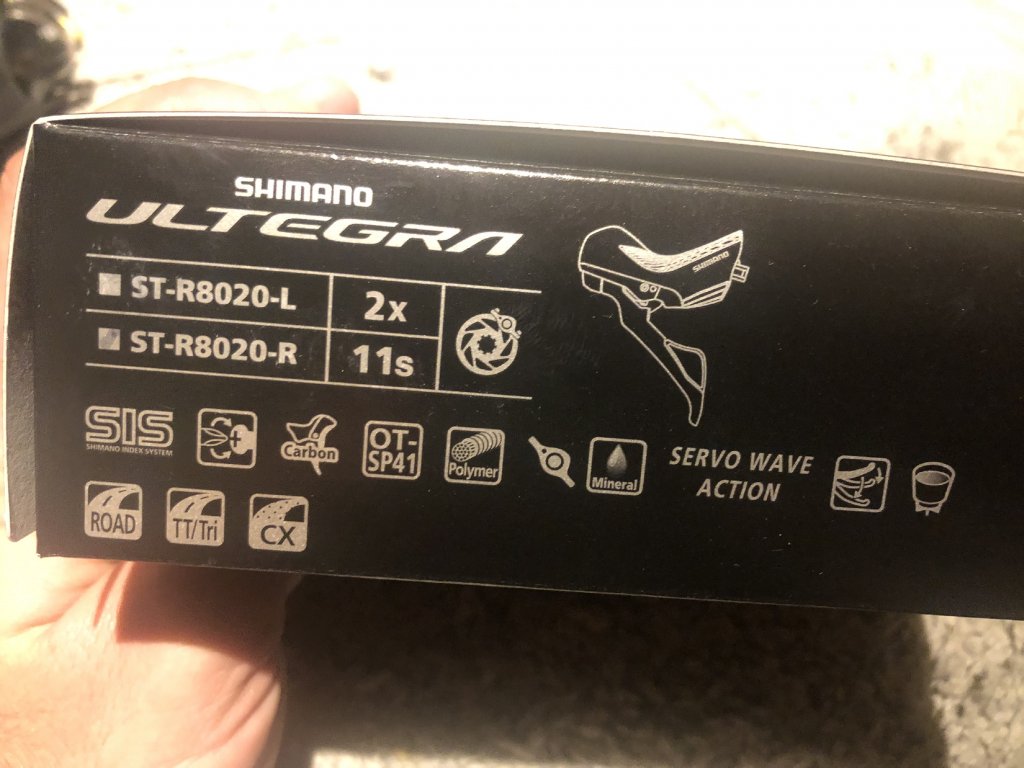 SHIMANO
ULTEGRA
ST-R8020-L 2x
ST-R8020-R 11s
SHIMANO
SIS
SHIMANO INDEX SYSTEM
Carbon
OT-
SP41
Polymer
Mineral
SERVO WAVE
ACTION
ROAD
TT/Tri
CX